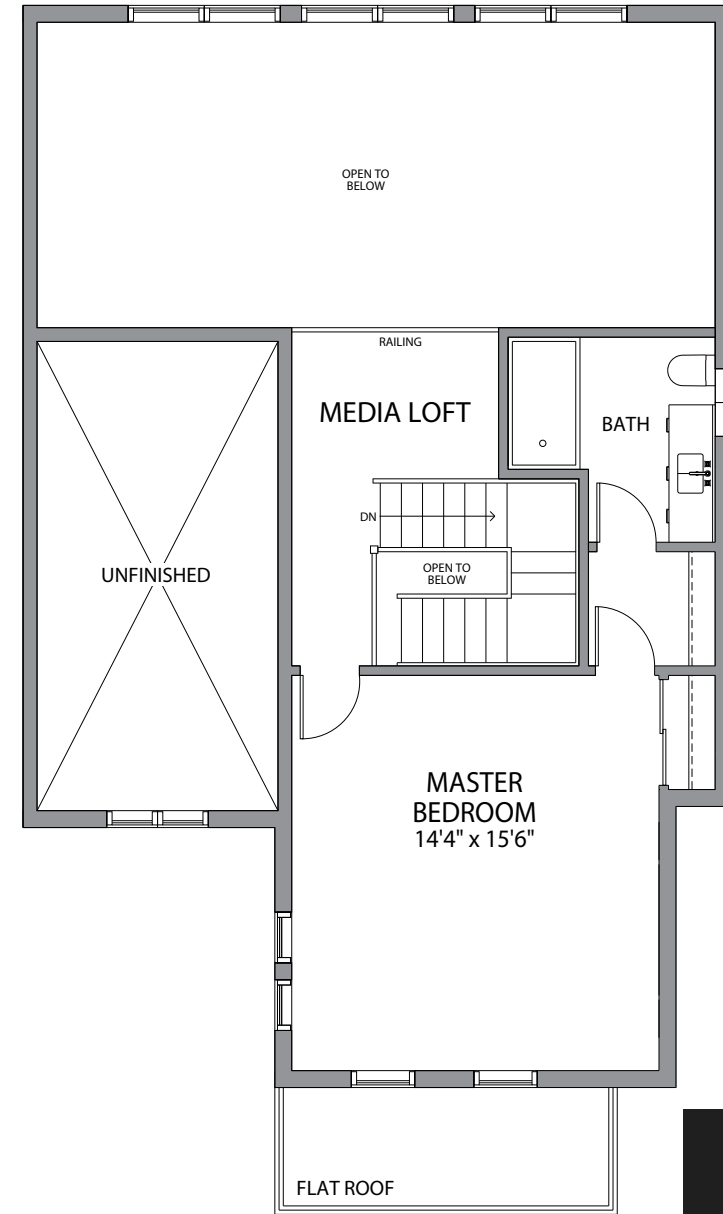 OPEN TO
BELOW
RAILING
MEDIA LOFT
BATH
DN
OPEN TO
BELOW
UNFINISHED
MASTER
BEDROOM
14'4" x 15'6"
FLAT ROOF